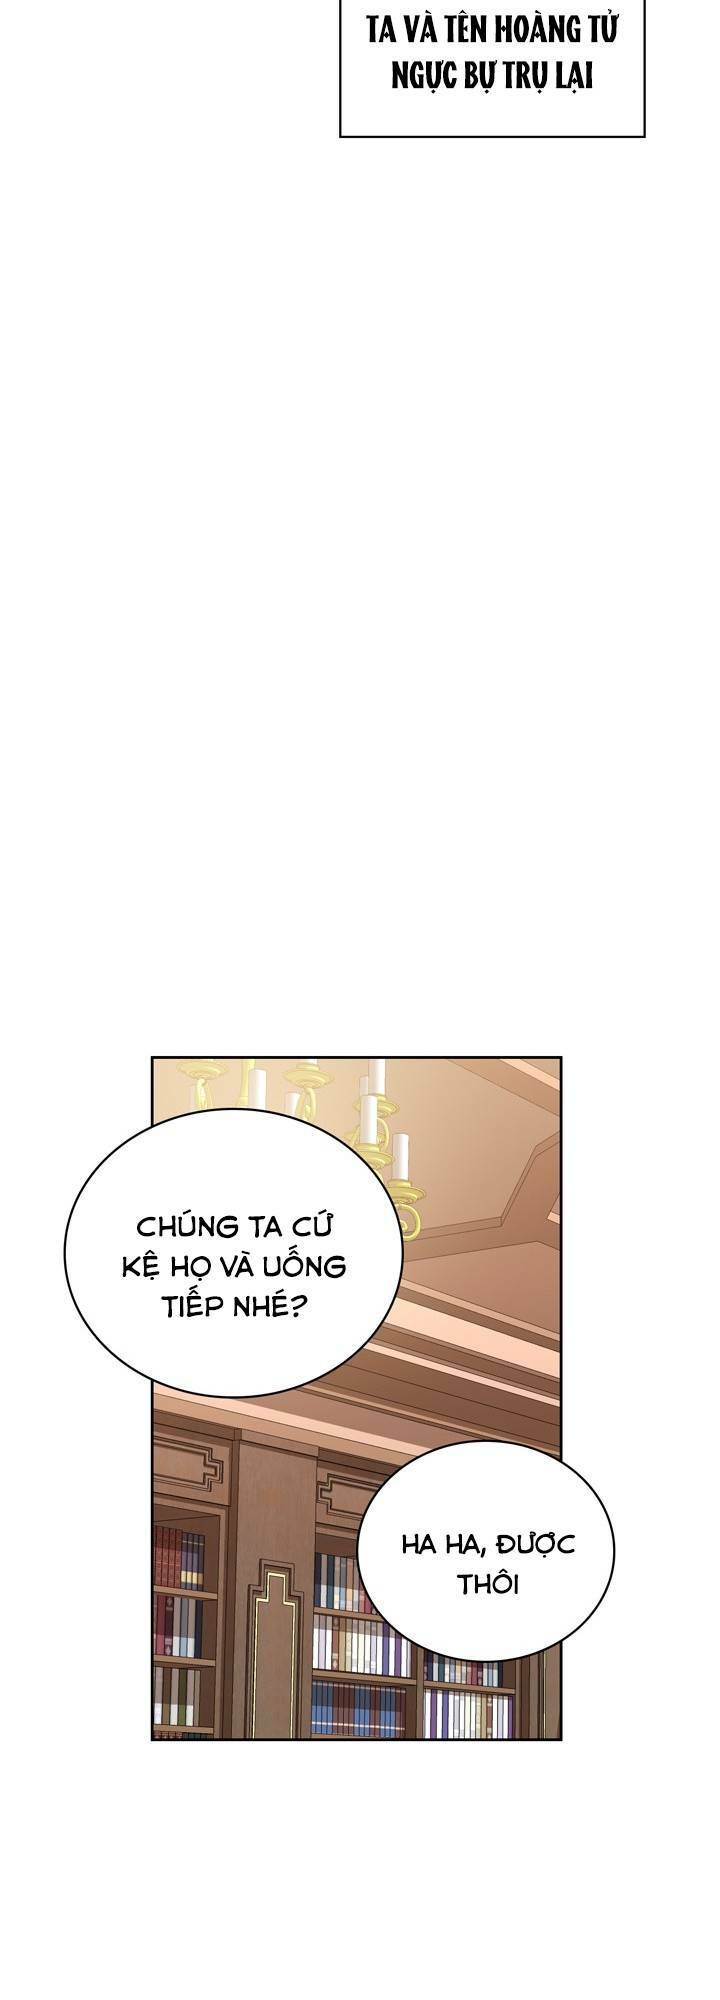 TA VÀ TÊN HOÀNG TỬ
NGỰC BỰ TRỤ LẠI
CHÚNG TA CỨ
KỆ HỌ VÀ UỐNG
TIẾP NHÉ?
HA HA, ĐƯỢC
THÔI